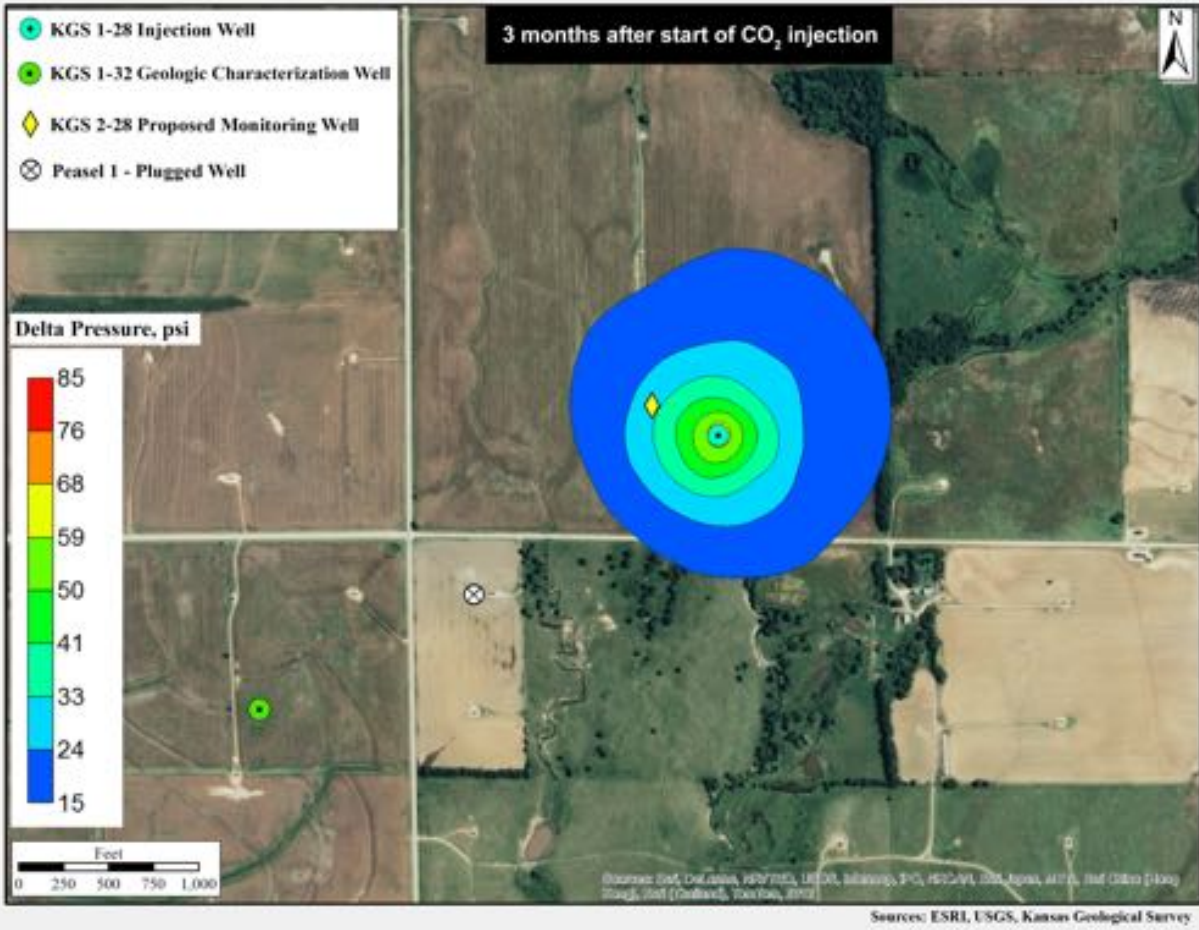 KGS 1-28 Injection Well
KGS 1-32 Geologic Characterization Well
KGS 2-28 Proposed Monitoring Well
Peasel 1 - Plugged Well
3 months after start of CO₂ injection
N
Delta Pressure, psi
85
76
68
59
50
41
33
24
15
Feet
0 250 500 750 1,000
Sources: ESRI, USGS, Kansas Geological Survey